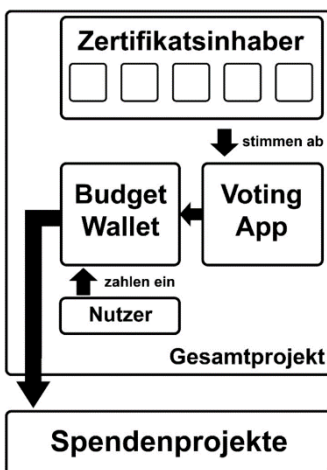 Zertifikatsinhaber
stimmen ab
Budget
Wallet
Voting
App
zahlen ein
Nutzer
Gesamtprojekt
Spendenprojekte